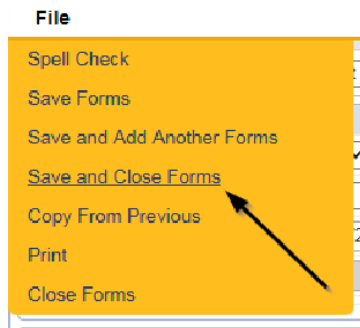 File
Spell Check
Save Forms
Save and Add Another Forms
Save and Close Forms
Copy From Previous
Print
Close Forms